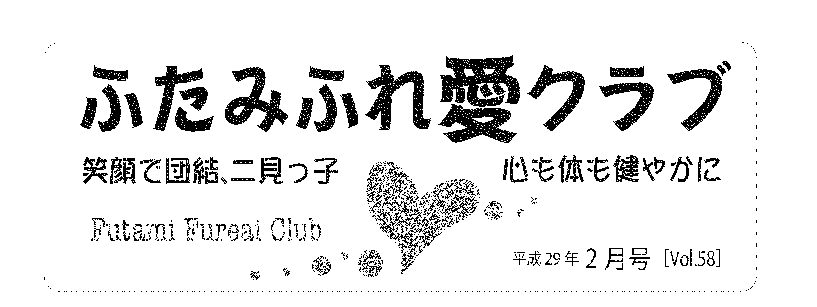 ふたみふれ愛クラブ
笑顔で団結、二見っ子
心も体も健やかに
Futami Fureai Club
平成29年 2月号 [Vol.58]